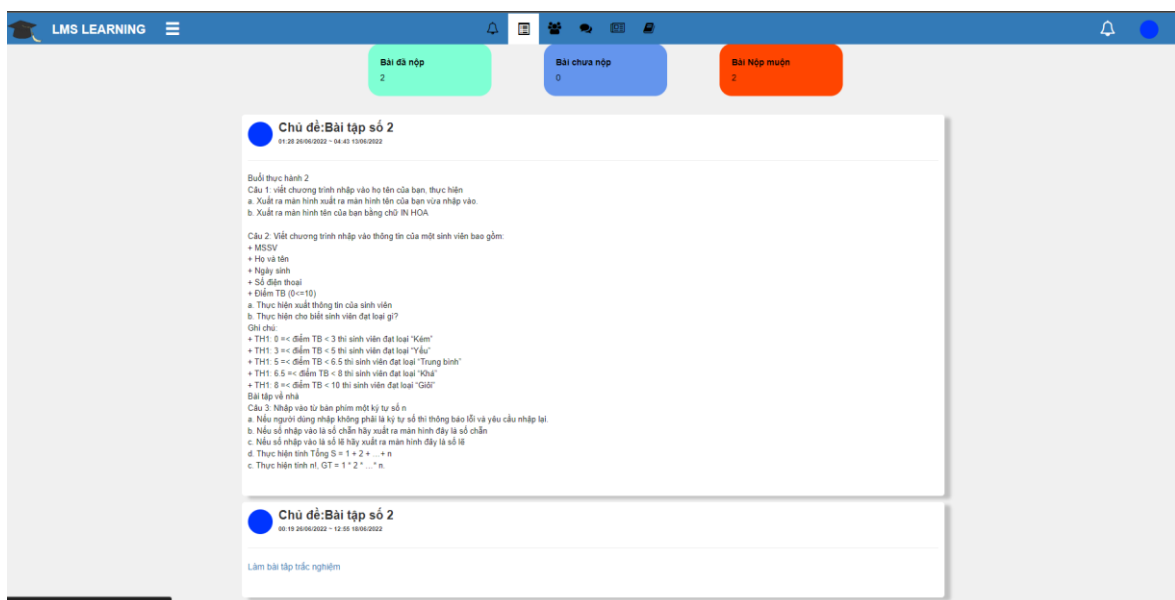 LMS LEARNING
Bài đã nộp
2
Bài chưa nộp
0
Bài Nộp muộn
2
Chủ đề:Bài tập số 2
01:28 26/06/2022 ~ 04:43 13/06/2022
Buổi thực hành 2
Câu 1: viết chương trình nhập vào họ tên của bạn, thực hiện
a. Xuất ra màn hình xuất ra màn hình tên của bạn vừa nhập vào.
b. Xuất ra màn hình tên của bạn bằng chữ IN HOA
Câu 2: Viết chương trình nhập vào thông tin của một sinh viên bao gồm:
+ MSSV
+ Họ và tên
+ Ngày sinh
+ Số điện thoại
+ Điểm TB (0<=10)
a. Thực hiện xuất thông tin của sinh viên
b. Thực hiện cho biết sinh viên đạt loại gì?
Ghi chú:
+ TH1: 0 =< điểm TB < 3 thì sinh viên đạt loại “Kém”
+ TH1: 3 =< điểm TB < 5 thì sinh viên đạt loại “Yếu”
+ TH1: 5 =< điểm TB < 6.5 thì sinh viên đạt loại “Trung bình”
+ TH1: 6.5 =< điểm TB < 8 thì sinh viên đạt loại “Khá”
+ TH1: 8 =< điểm TB < 10 thì sinh viên đạt loại “Giỏi”
Bài tập về nhà
Câu 3: Nhập vào từ bàn phím một ký tự số n
a. Nếu người dùng nhập không phải là ký tự số thì thông báo lỗi và yêu cầu nhập lại.
b. Nếu số nhập vào là số chẵn hãy xuất ra màn hình đây là số chẵn
c. Nếu số nhập vào là số lẽ hãy xuất ra màn hình đây là số lẽ
d. Thực hiện tính Tổng S = 1 + 2 + …+ n
c. Thực hiện tính n!, GT = 1 * 2 * …* n.
Chủ đề:Bài tập số 2
00:19 26/06/2022 ~ 12:55 18/06/2022
Làm bài tập trắc nghiệm